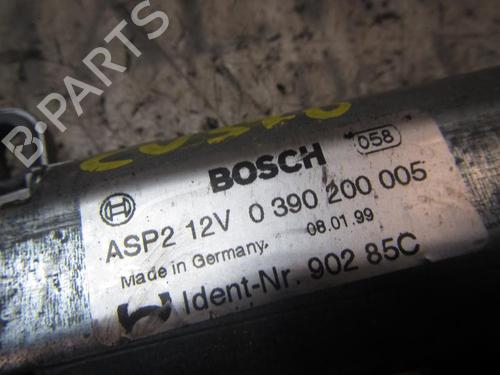 B-PARTS
BOSCH
058
ASP2 12V 0 390 200 005
Made in Germany 08.01.99
Ident-Nr. 902 85C